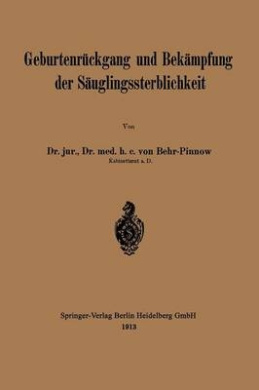 Geburtenrückgang und Bekämpfung
der Säuglingssterblichkeit
Von
Dr. jur., Dr. med. h. c. von Behr-Pinnow
Kabinettsrat a. D.
Springer-Verlag Berlin Heidelberg GmbH
1913